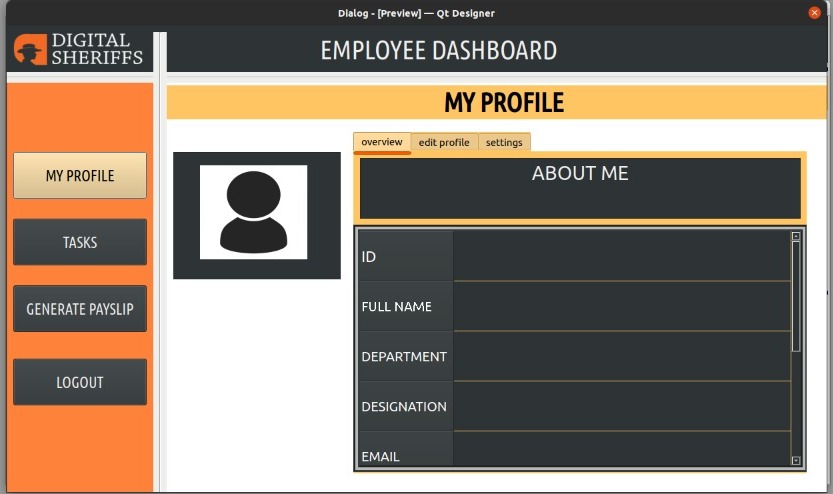 Dialog - [Preview] — Qt Designer
DIGITAL
SHERIFFS
EMPLOYEE DASHBOARD
MY PROFILE
overview
edit profile
settings
MY PROFILE
TASKS
GENERATE PAYSLIP
LOGOUT
ABOUT ME
ID
FULL NAME
DEPARTMENT
DESIGNATION
EMAIL